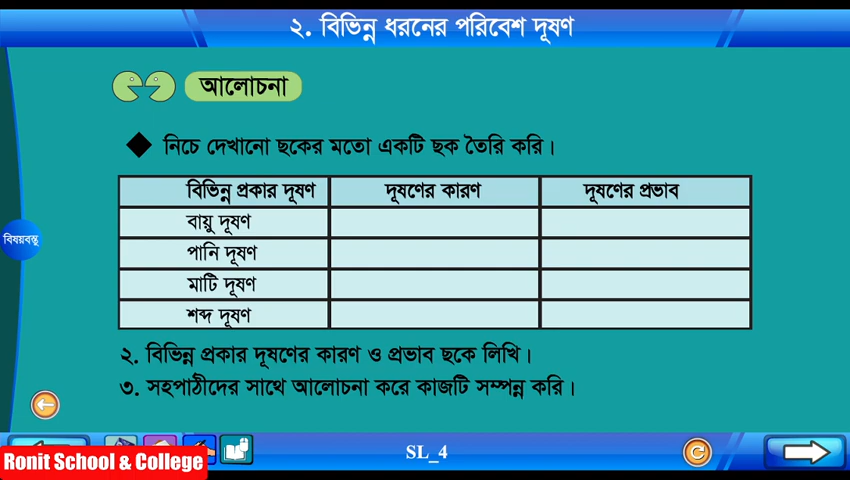 ২. বিভিন্ন ধরনের পরিবেশ দূষণ
আলোচনা
নিচে দেখানো ছকের মতো একটি ছক তৈরি করি।
বিভিন্ন প্রকার দূষণ দূষণের কারণ দূষণের প্রভাব
বায়ু দূষণ
পানি দূষণ
বিষয়বস্তু
মাটি দূষণ
শব্দ দূষণ
২. বিভিন্ন প্রকার দূষণের কারণ ও প্রভাব ছকে লিখি।
৩. সহপাঠীদের সাথে আলোচনা করে কাজটি সম্পন্ন করি।
SL_4
Ronit School & College